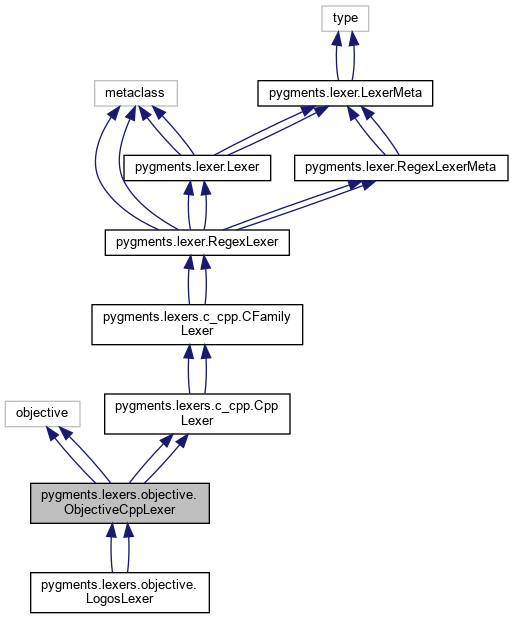 type
metaclass
pygments.lexer.LexerMeta
pygments.lexer.Lexer
pygments.lexer.RegexLexerMeta
pygments.lexer.RegexLexer
pygments.lexers.c_cpp.CFamily
Lexer
objective
pygments.lexers.c_cpp.Cpp
Lexer
pygments.lexers.objective.
ObjectiveCppLexer
pygments.lexers.objective.
LogosLexer